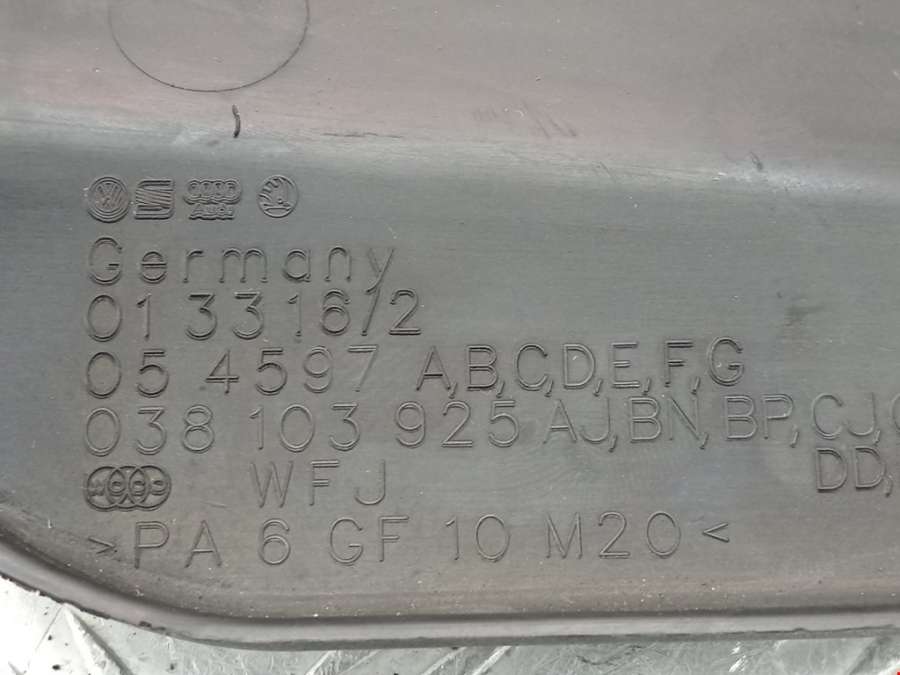 Audi
Germany
01 3316/2
05 4597 A,B,C,D,E,F,G
038 103 925 AJ,BN,BP,CJ,
DD,
WFJ
>PA 6 GF 10 M20<